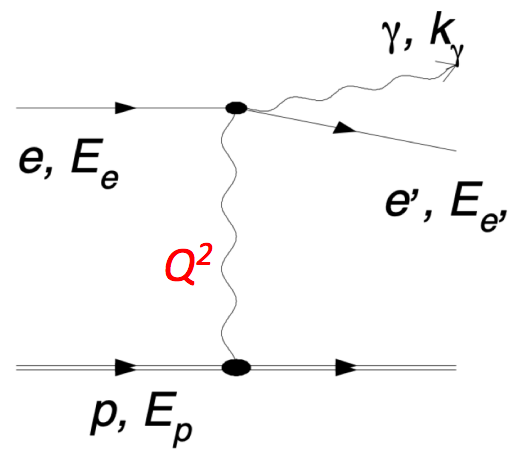 γ, kᵧ
e, Eₑ
e', Eₑ'
Q²
p, Eₚ